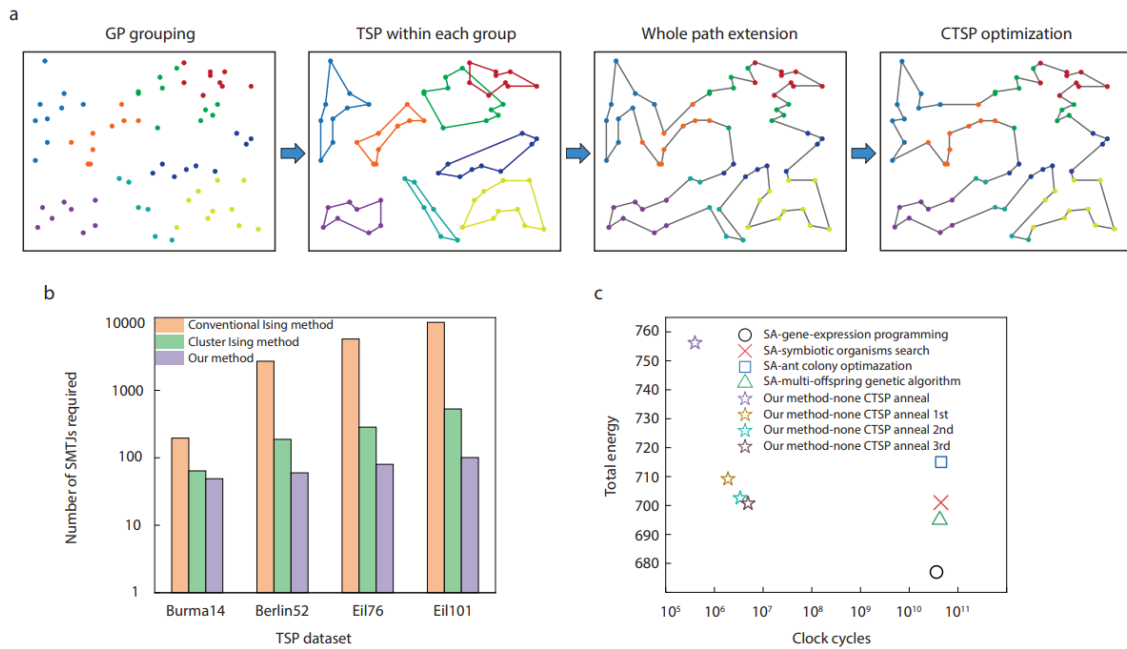 a
GP grouping
TSP within each group
Whole path extension
CTSP optimization
b
Number of SMTJs required
10000
1000
100
10
1
Conventional Ising method
Cluster Ising method
Our method
Burma14
Berlin52
Eil76
Eil101
TSP dataset
c
Total energy
760
750
740
730
720
710
700
690
680
SA-gene-expression programming
SA-symbiotic organisms search
SA-ant colony optimazation
SA-multi-offspring genetic algorithm
Our method-none CTSP anneal
Our method-none CTSP anneal 1st
Our method-none CTSP anneal 2nd
Our method-none CTSP anneal 3rd
10⁵
10⁶
10⁷
10⁸
10⁹
10¹⁰
10¹¹
Clock cycles